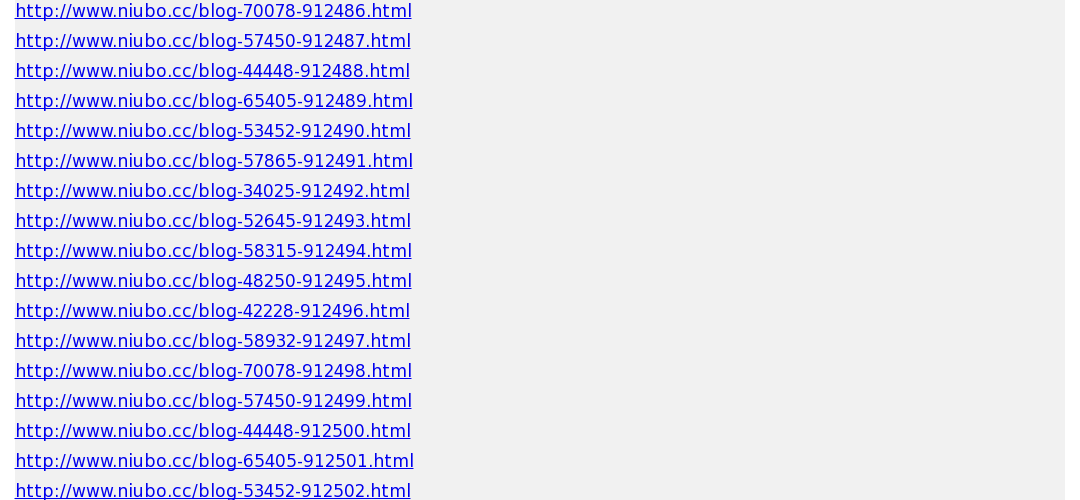 http://www.niubo.cc/blog-70078-912486.html
http://www.niubo.cc/blog-57450-912487.html
http://www.niubo.cc/blog-44448-912488.html
http://www.niubo.cc/blog-65405-912489.html
http://www.niubo.cc/blog-53452-912490.html
http://www.niubo.cc/blog-57865-912491.html
http://www.niubo.cc/blog-34025-912492.html
http://www.niubo.cc/blog-52645-912493.html
http://www.niubo.cc/blog-58315-912494.html
http://www.niubo.cc/blog-48250-912495.html
http://www.niubo.cc/blog-42228-912496.html
http://www.niubo.cc/blog-58932-912497.html
http://www.niubo.cc/blog-70078-912498.html
http://www.niubo.cc/blog-57450-912499.html
http://www.niubo.cc/blog-44448-912500.html
http://www.niubo.cc/blog-65405-912501.html
http://www.niubo.cc/blog-53452-912502.html